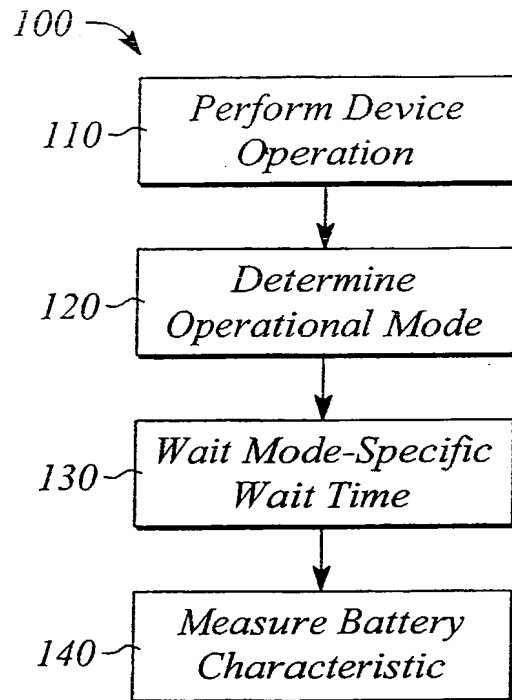 100
110
Perform Device
Operation
120
Determine
Operational Mode
130
Wait Mode-Specific
Wait Time
140
Measure Battery
Characteristic